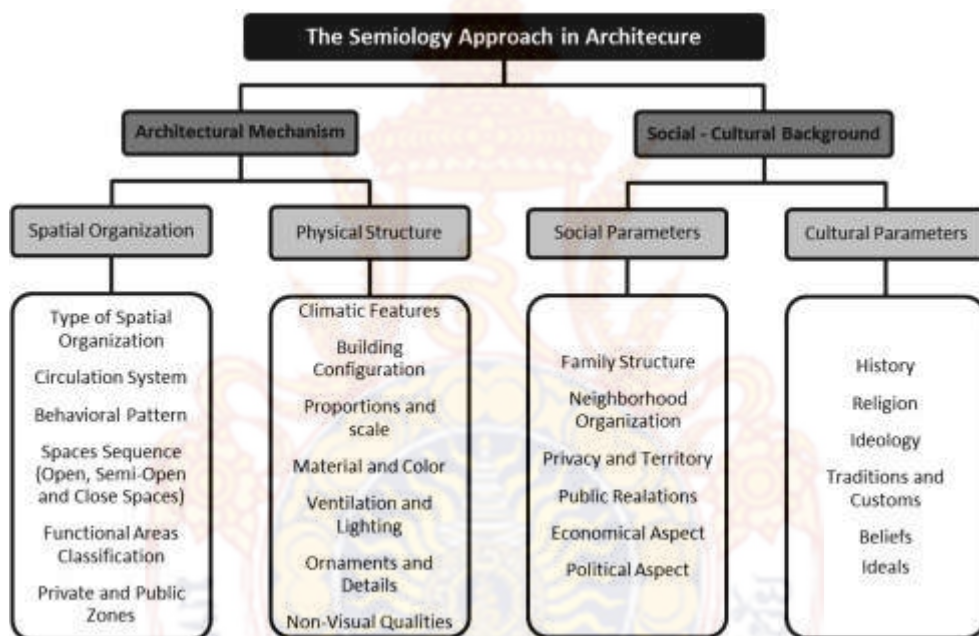 The Semiology Approach in Architecure
Architectural Mechanism
Social - Cultural Background
Spatial Organization
Physical Structure
Social Parameters
Cultural Parameters
Type of Spatial
Organization
Circulation System
Behavioral Pattern
Spaces Sequence
(Open, Semi-Open
and Close Spaces)
Functional Areas
Classification
Private and Public
Zones
Climatic Features
Building
Configuration
Proportions and
scale
Material and Color
Ventilation and
Lighting
Ornaments and
Details
Non-Visual Qualities
Family Structure
Neighborhood
Organization
Privacy and Territory
Public Realations
Economical Aspect
Political Aspect
History
Religion
Ideology
Traditions and
Customs
Beliefs
Ideals